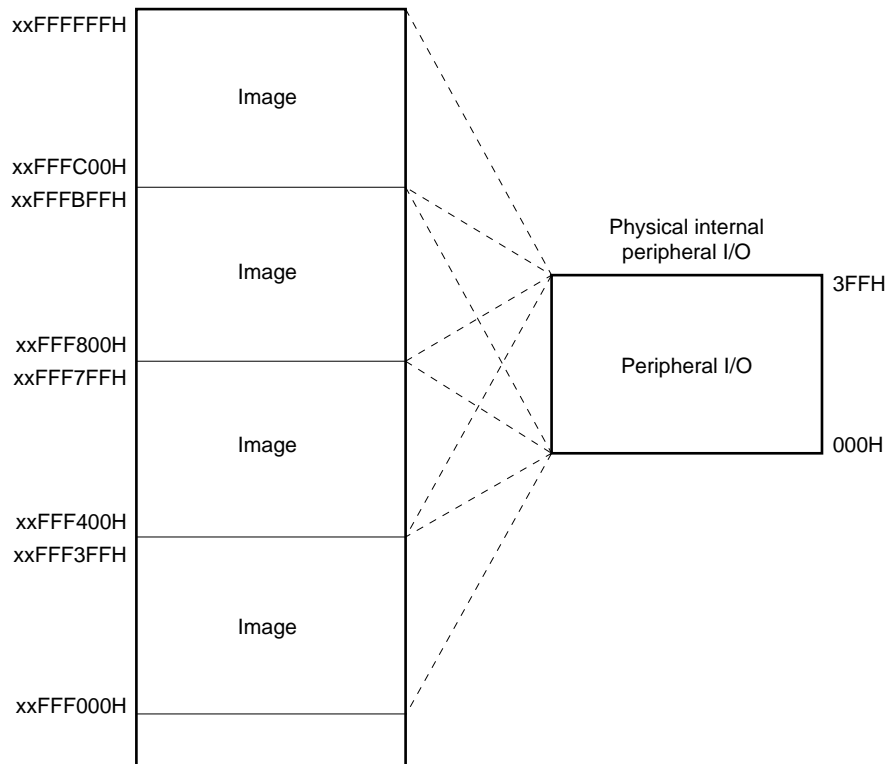 xxFFFFFFH
Image
xxFFFC00H
xxFFFBFFH
Image
xxFFF800H
xxFFF7FFH
Image
xxFFF400H
xxFFF3FFH
Image
xxFFF000H
Physical internal
peripheral I/O
3FFH
Peripheral I/O
000H